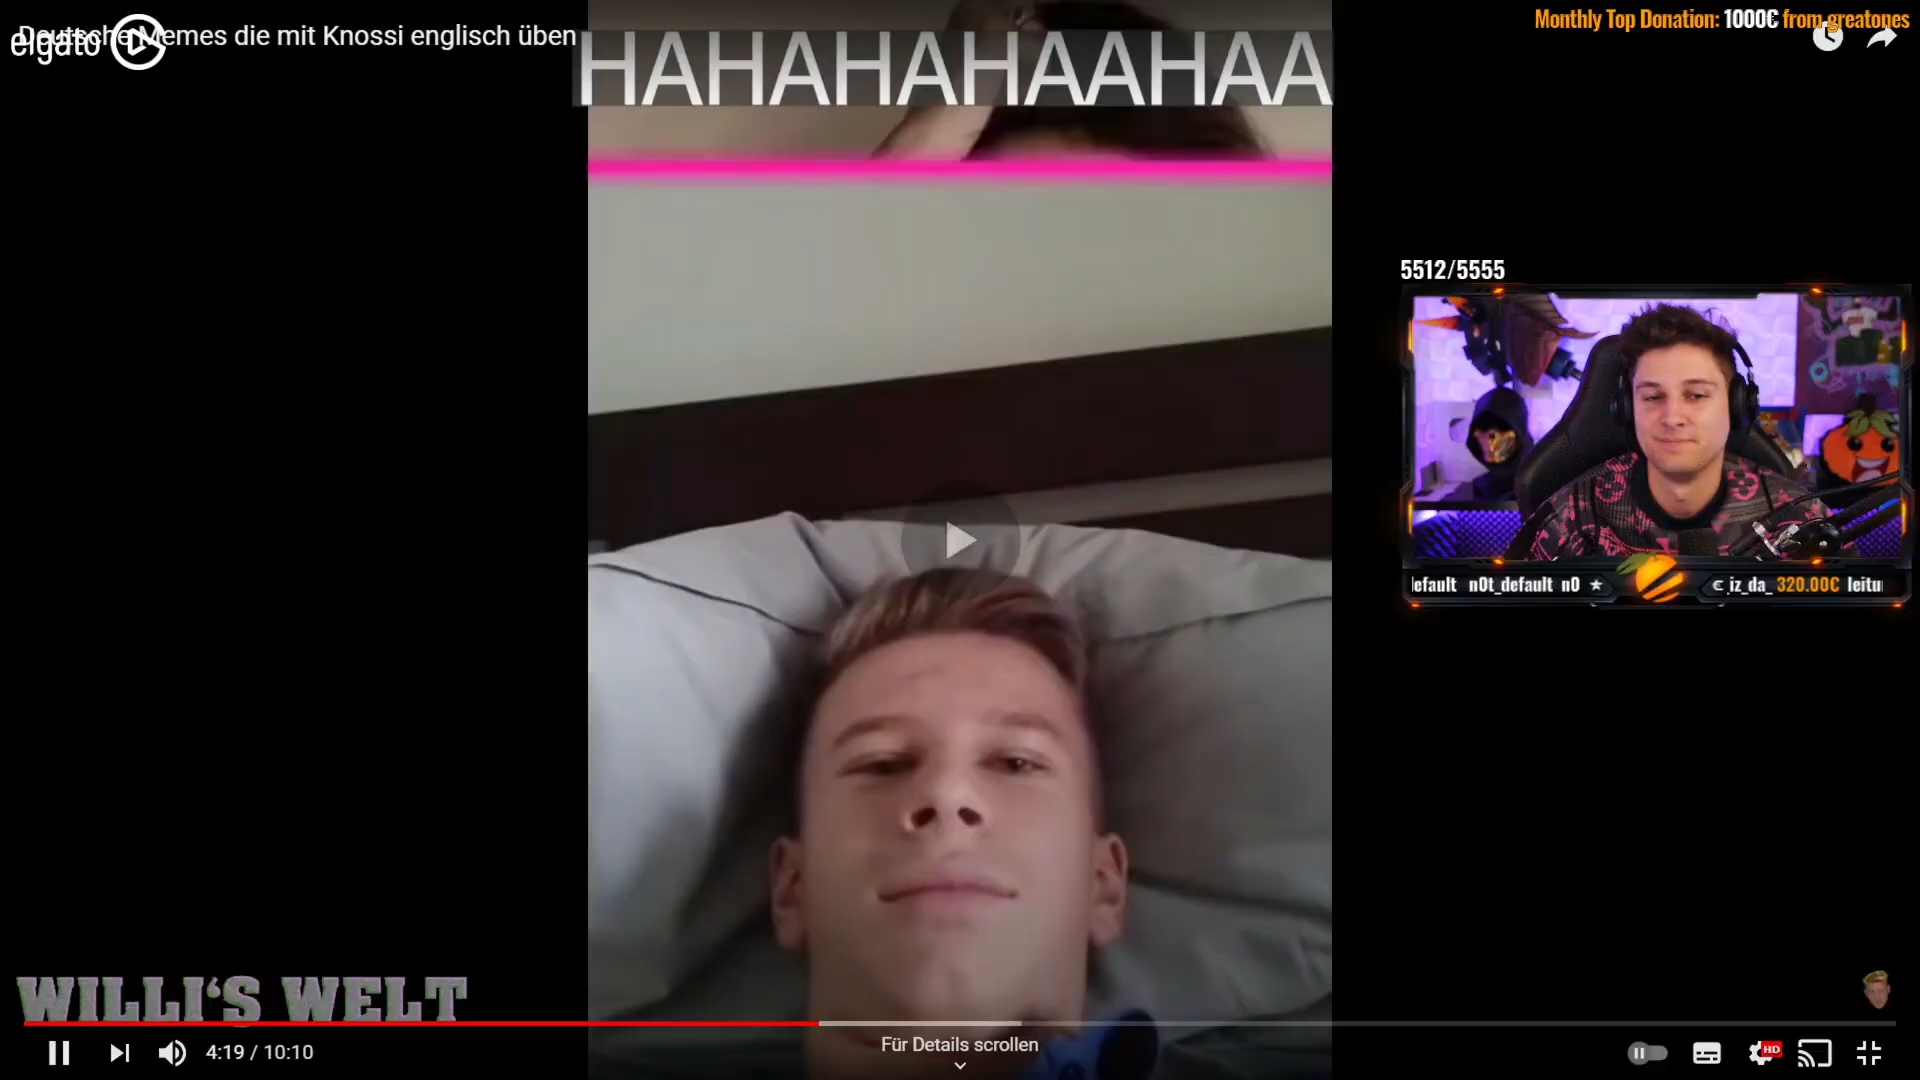 Deutsche Memes die mit Knossi englisch üben
elgato
Monthly Top Donation: 1000€ from greatones
HAHAHAHAAHAA
5512/5555
efault n0t_default n0 ★
iz_da_ 320.00€ leitu
WILLI'S WELT
4:19 / 10:10
Für Details scrollen
HD